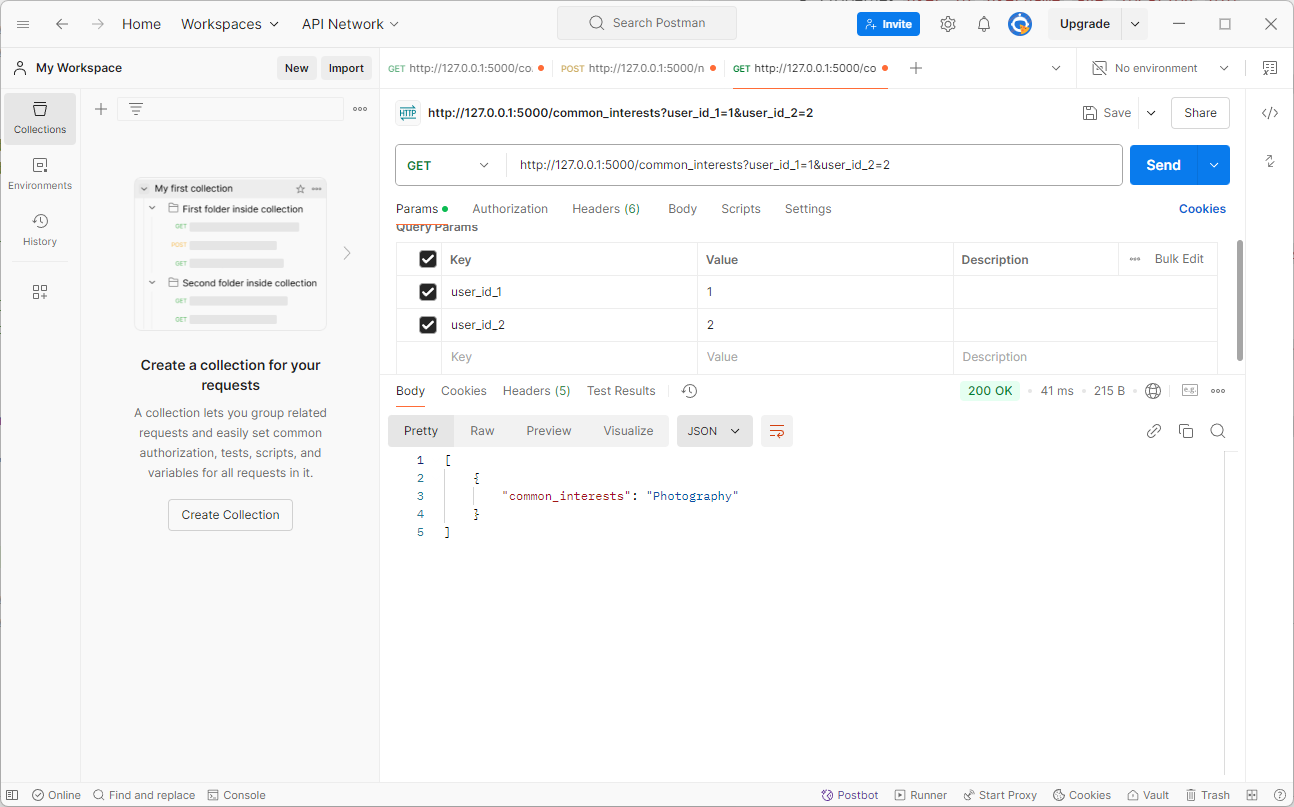 Home Workspaces API Network Search Postman Invite Upgrade
My Workspace New Import GET http://127.0.0.1:5000/co. POST http://127.0.0.1:5000/n GET http://127.0.0.1:5000/co No environment
Collections
Environments
History
My first collection
First folder inside collection
GET
POST
GET
Second folder inside collection
GET
GET
Create a collection for your
requests
A collection lets you group related
requests and easily set common
authorization, tests, scripts, and
variables for all requests in it.
Create Collection
HTTP http://127.0.0.1:5000/common_interests?user_id_1=1&user_id_2=2 Save Share
GET http://127.0.0.1:5000/common_interests?user_id_1=1&user_id_2=2 Send
Params Authorization Headers (6) Body Scripts Settings Cookies
Query Params
Key Value Description Bulk Edit
user_id_1 1
user_id_2 2
Key Value Description
Body Cookies Headers (5) Test Results 200 OK 41 ms 215 B e.g.
Pretty Raw Preview Visualize JSON
1 [
2 {
3 "common_interests": "Photography"
4 }
5 ]
Online Find and replace Console Postbot Runner Start Proxy Cookies Vault Trash